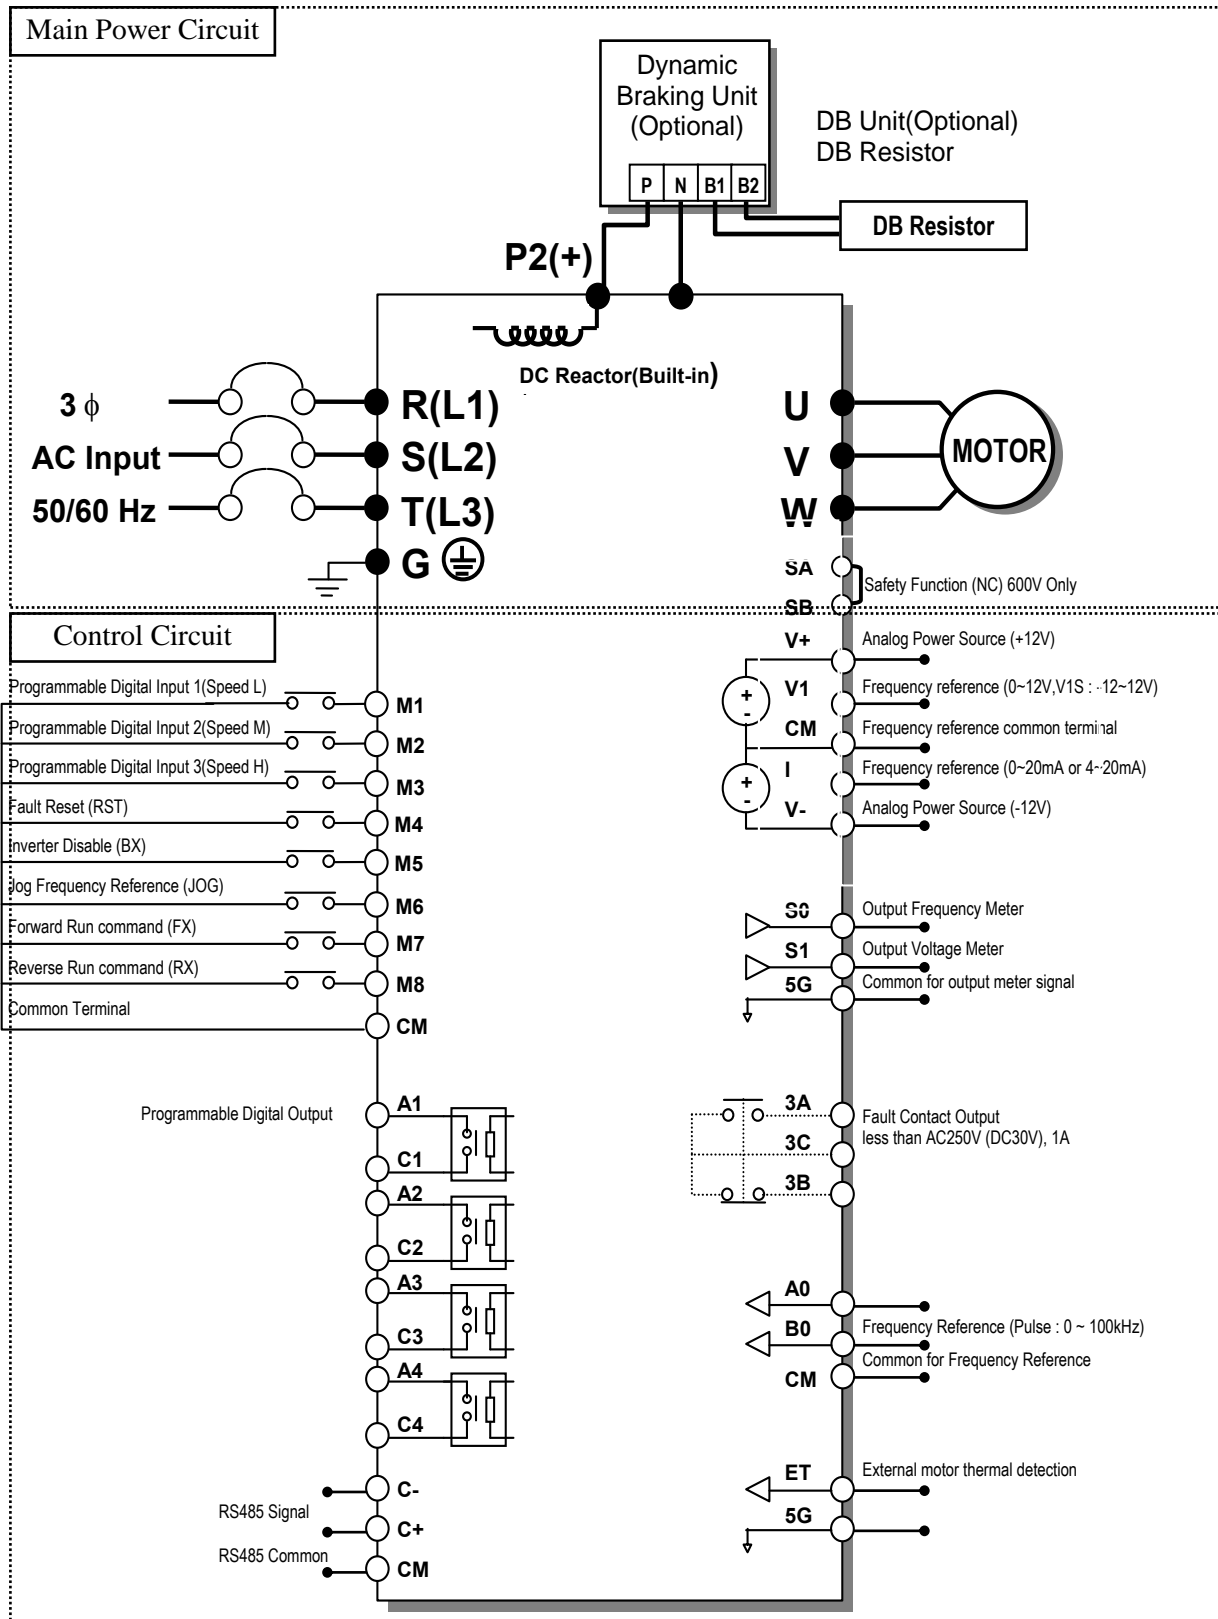 Main Power Circuit
Dynamic
Braking Unit
(Optional)
P N B1 B2
DB Unit(Optional)
DB Resistor
DB Resistor
P2(+)
DC Reactor(Built-in)
3 ϕ
AC Input
50/60 Hz
R(L1)
S(L2)
T(L3)
G
U
V
W
MOTOR
SA
SB
Safety Function (NC) 600V Only
Control Circuit
Programmable Digital Input 1(Speed L)
M1
Programmable Digital Input 2(Speed M)
M2
Programmable Digital Input 3(Speed H)
M3
Fault Reset (RST)
M4
Inverter Disable (BX)
M5
Jog Frequency Reference (JOG)
M6
Forward Run command (FX)
M7
Reverse Run command (RX)
M8
Common Terminal
CM
V+
Analog Power Source (+12V)
+
-
V1
Frequency reference (0~12V,V1S : -12~12V)
CM
Frequency reference common terminal
+
-
I
Frequency reference (0~20mA or 4~20mA)
V-
Analog Power Source (-12V)
S0
Output Frequency Meter
S1
Output Voltage Meter
5G
Common for output meter signal
Programmable Digital Output
A1
C1
A2
C2
A3
C3
A4
C4
3A
3C
3B
Fault Contact Output
less than AC250V (DC30V), 1A
A0
B0
Frequency Reference (Pulse : 0 ~ 100kHz)
CM
Common for Frequency Reference
RS485 Signal
C-
C+
RS485 Common
CM
ET
External motor thermal detection
5G